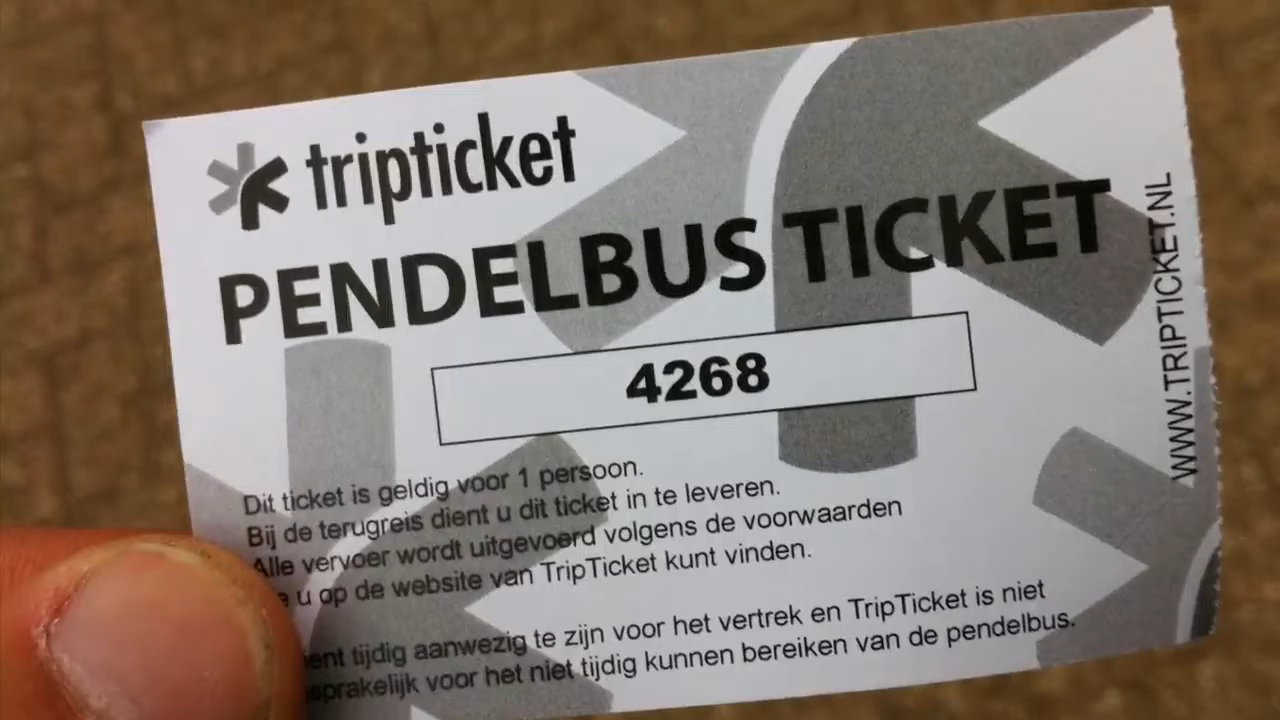 tripticket
PENDELBUS TICKET
4268
Dit ticket is geldig voor 1 persoon.
Bij de terugreis dient u dit ticket in te leveren.
Alle vervoer wordt uitgevoerd volgens de voorwaarden
u op de website van TripTicket kunt vinden.
tijdig aanwezig te zijn voor het vertrek en TripTicket is niet
voor het niet tijdig kunnen bereiken van de pendelbus.
WWW.TRIPTICKET.NL